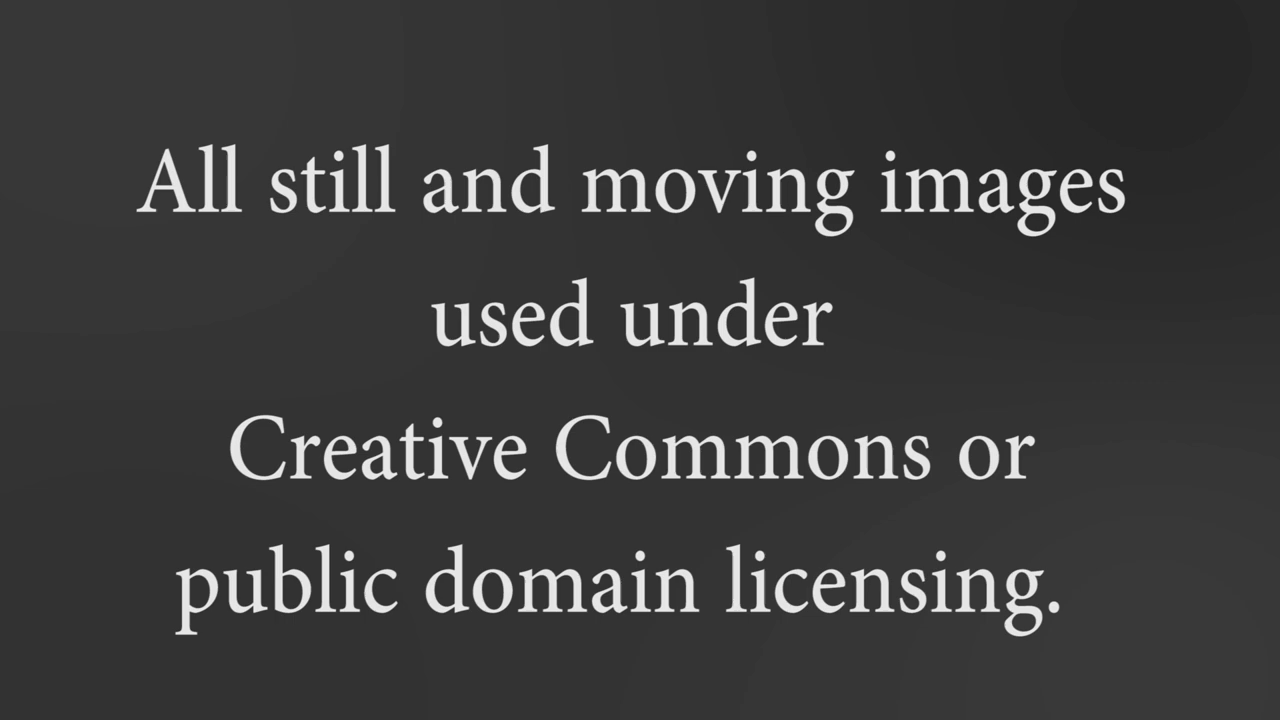 All still and moving images
used under
Creative Commons or
public domain licensing.